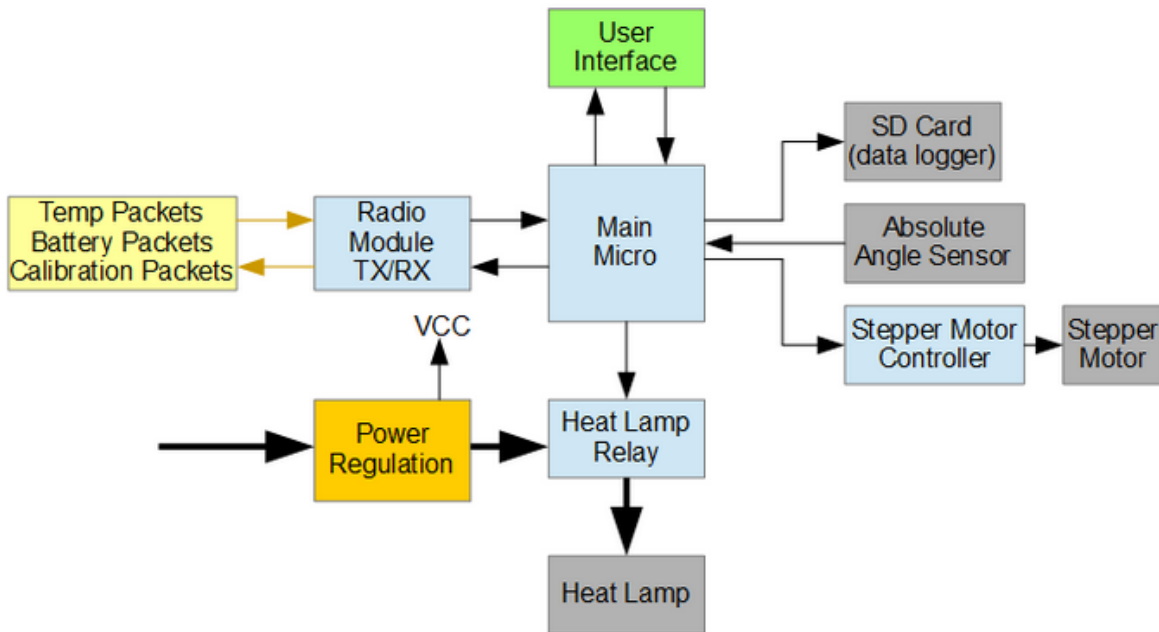 User
Interface
SD Card
(data logger)
Temp Packets
Battery Packets
Calibration Packets
Radio
Module
TX/RX
Main
Micro
Absolute
Angle Sensor
VCC
Stepper Motor
Controller
Stepper
Motor
Power
Regulation
Heat Lamp
Relay
Heat Lamp